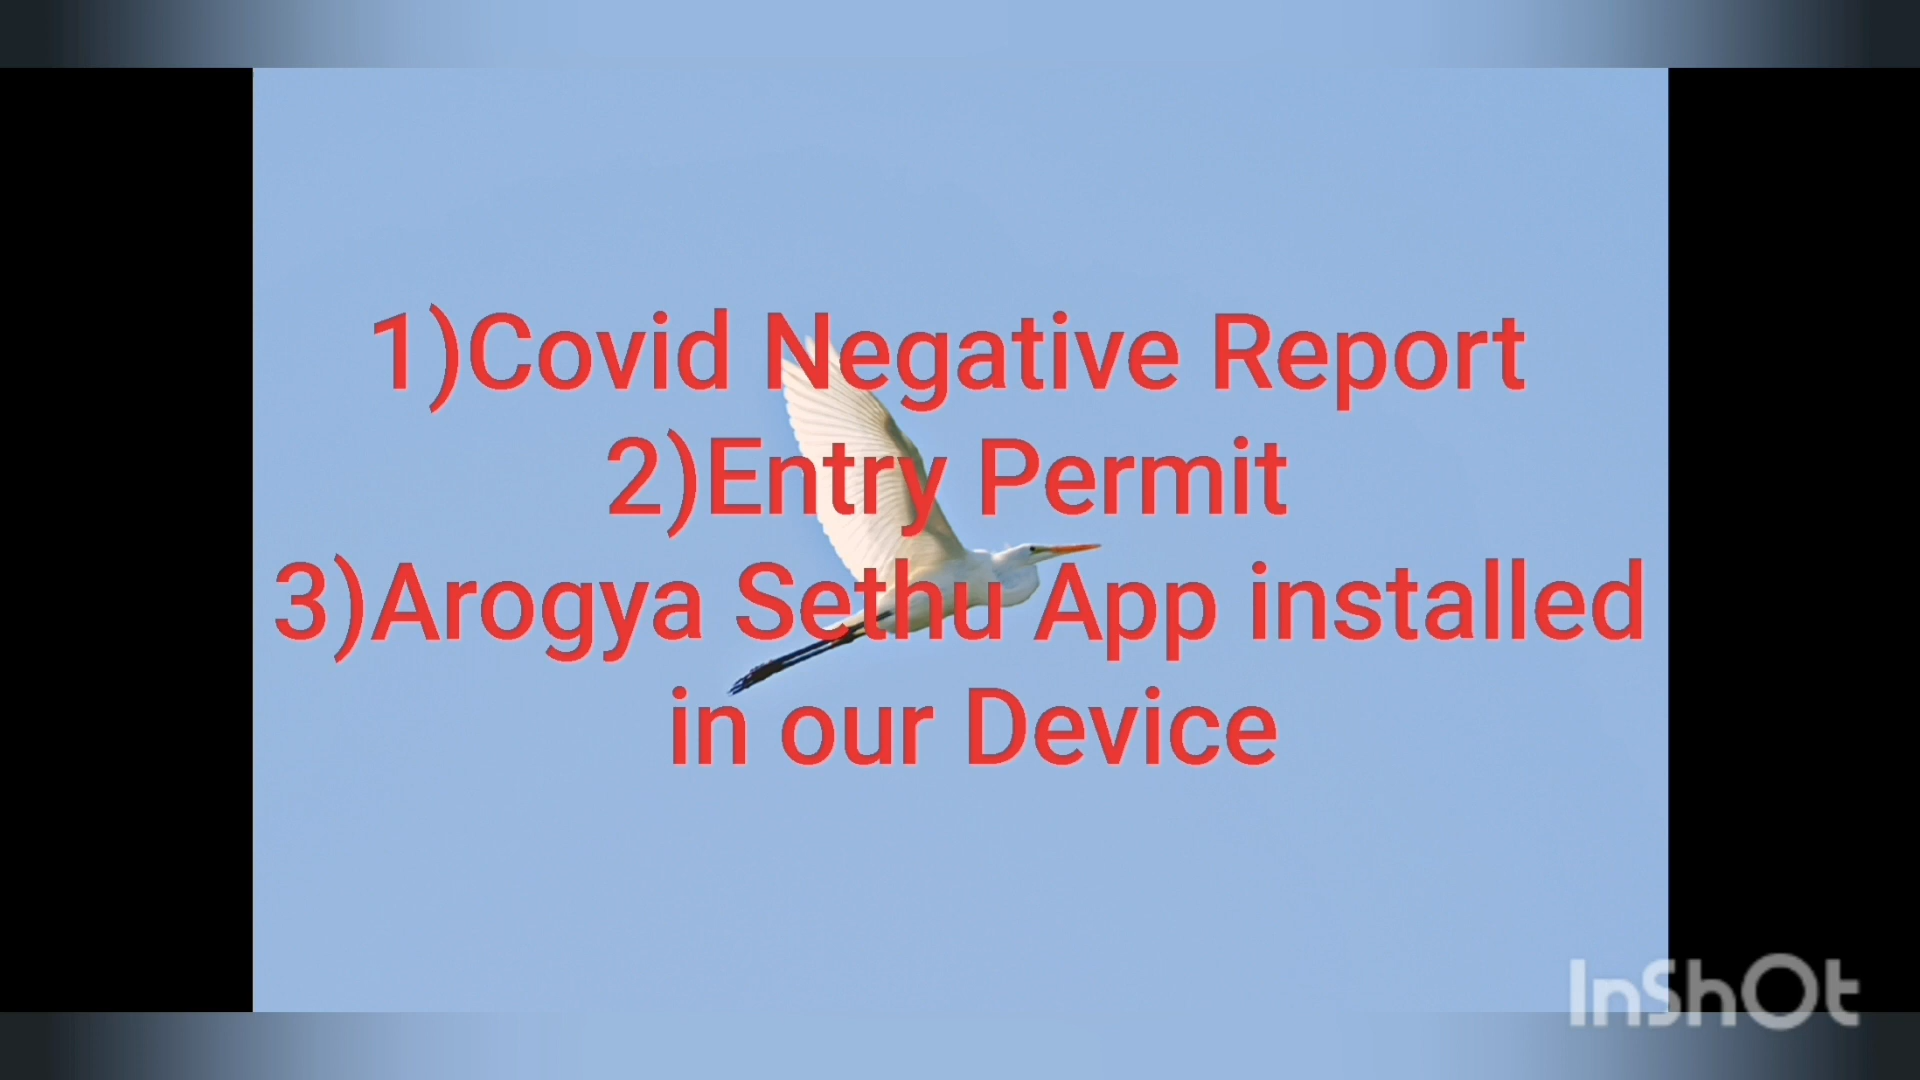 1)Covid Negative Report
2)Entry Permit
3)Arogya Sethu App installed
in our Device
InShOt